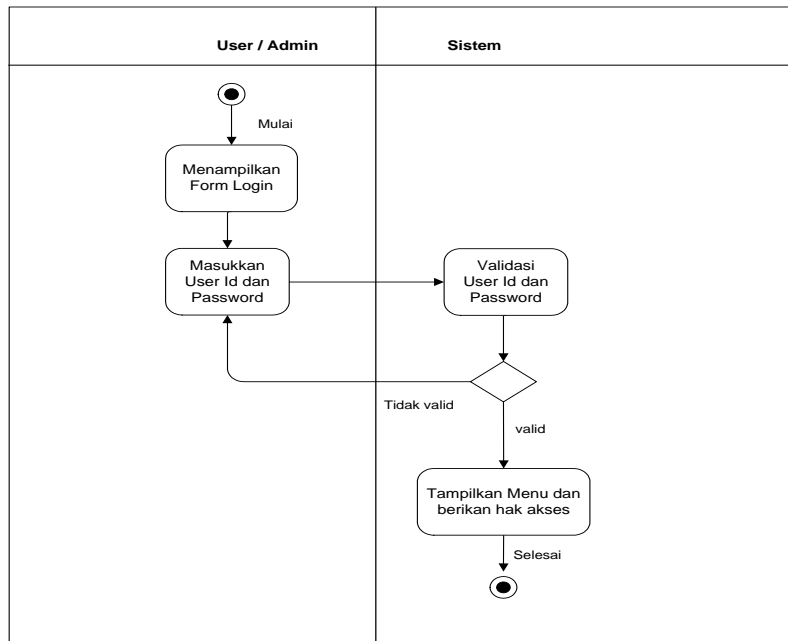 User / Admin
Sistem
Mulai
Menampilkan
Form Login
Masukkan
User Id dan
Password
Validasi
User Id dan
Password
Tidak valid
valid
Tampilkan Menu dan
berikan hak akses
Selesai